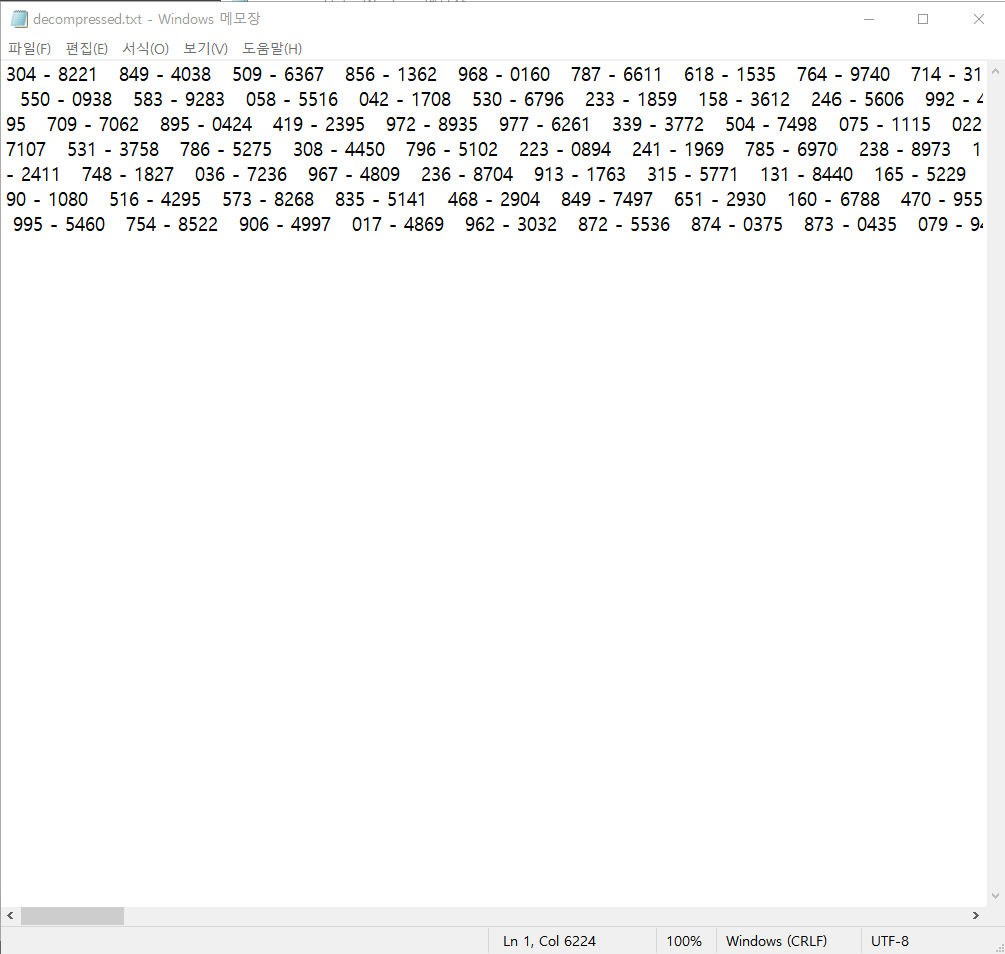 decompressed.txt - Windows 메모장
파일(F) 편집(E) 서식(O) 보기(V) 도움말(H)
304 - 8221 849 - 4038 509 - 6367 856 - 1362 968 - 0160 787 - 6611 618 - 1535 764 - 9740 714 - 31
550 - 0938 583 - 9283 058 - 5516 042 - 1708 530 - 6796 233 - 1859 158 - 3612 246 - 5606 992 - 4
95 709 - 7062 895 - 0424 419 - 2395 972 - 8935 977 - 6261 339 - 3772 504 - 7498 075 - 1115 022
7107 531 - 3758 786 - 5275 308 - 4450 796 - 5102 223 - 0894 241 - 1969 785 - 6970 238 - 8973 1
- 2411 748 - 1827 036 - 7236 967 - 4809 236 - 8704 913 - 1763 315 - 5771 131 - 8440 165 - 5229
90 - 1080 516 - 4295 573 - 8268 835 - 5141 468 - 2904 849 - 7497 651 - 2930 160 - 6788 470 - 955
995 - 5460 754 - 8522 906 - 4997 017 - 4869 962 - 3032 872 - 5536 874 - 0375 873 - 0435 079 - 94
Ln 1, Col 6224 100% Windows (CRLF) UTF-8